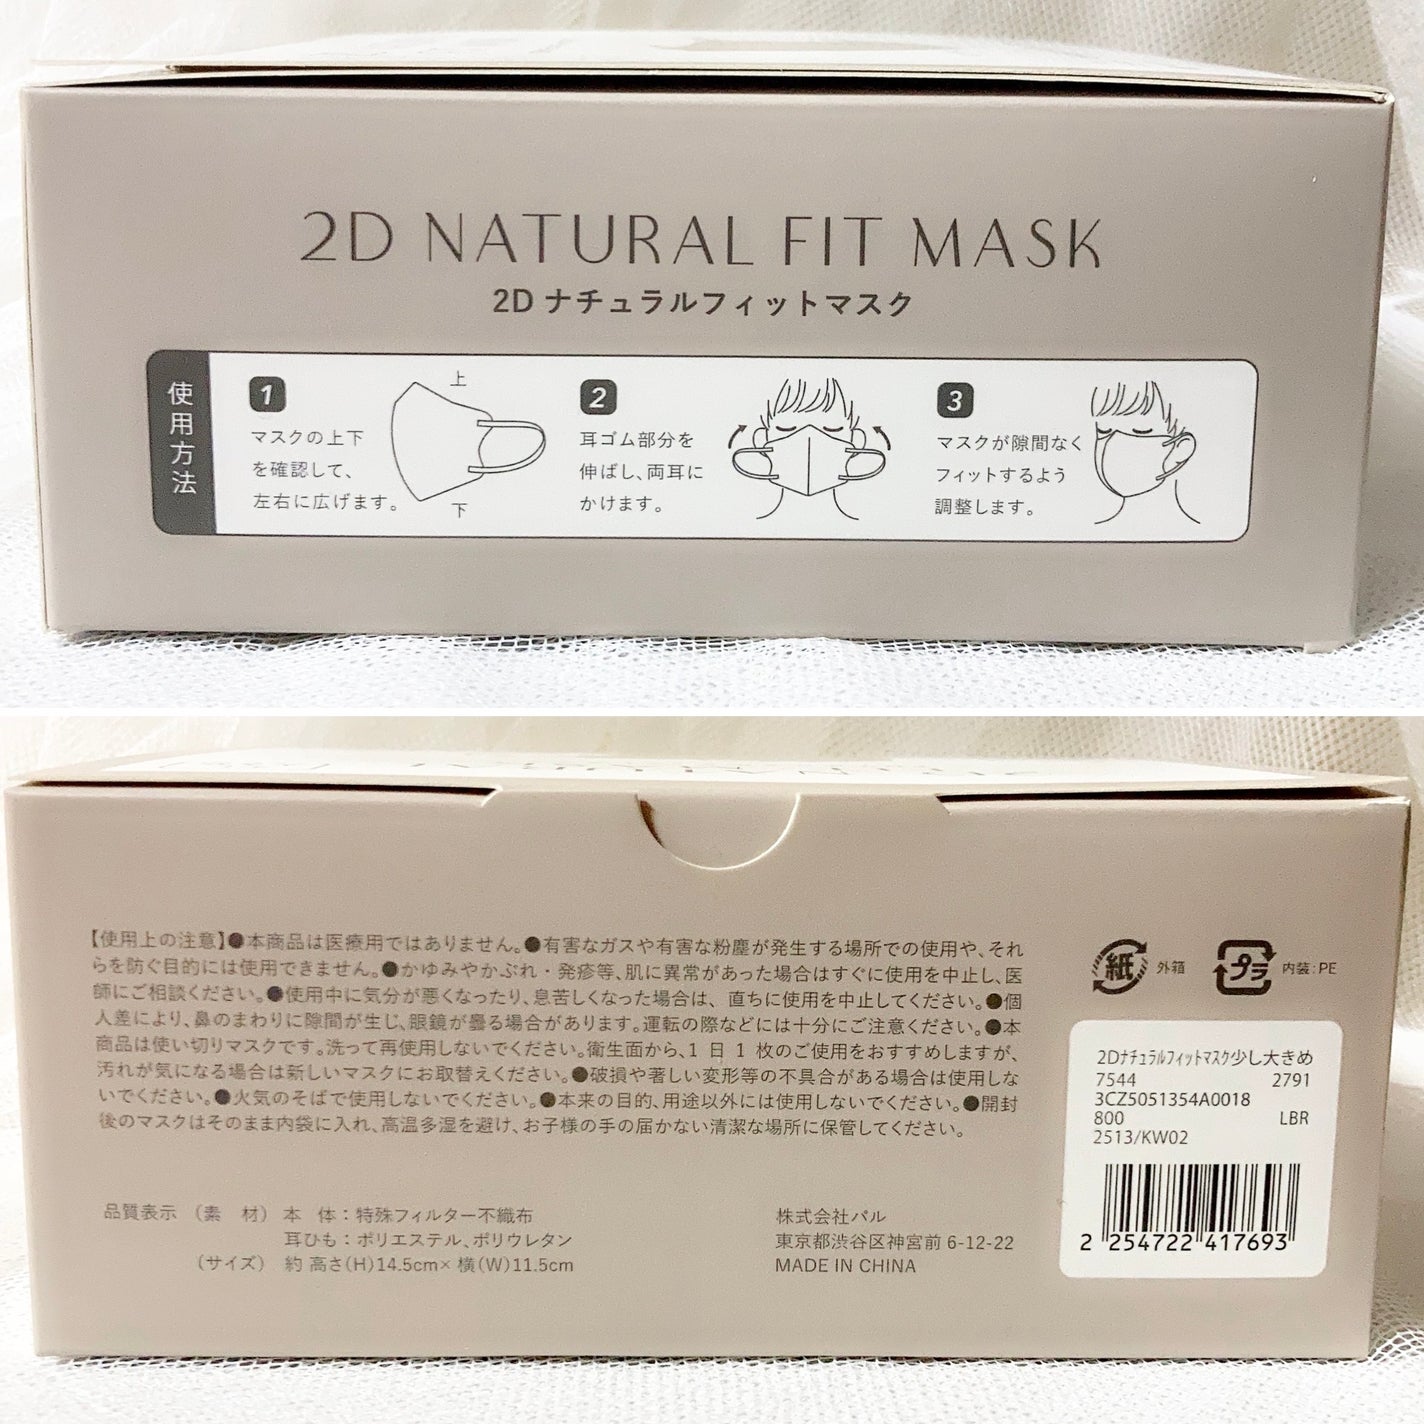 2D NATURAL FIT MASK
2D ナチュラルフィットマスク
使用方法
1
マスクの上下
を確認して、
左右に広げます。
上
下
2
耳ゴム部分を
伸ばし、両耳に
かけます。
3
マスクが隙間なく
フィットするよう
調整します。
【使用上の注意】●本商品は医療用ではありません。●有害なガスや有害な粉塵が発生する場所での使用や、それ
らを防ぐ目的には使用できません。●かゆみやかぶれ・発疹等、肌に異常があった場合はすぐに使用を中止し、医
師にご相談ください。●使用中に気分が悪くなったり、息苦しくなった場合は、直ちに使用を中止してください。●個
人差により、鼻のまわりに隙間が生じ、眼鏡が曇る場合があります。運転の際などには十分にご注意ください。●本
商品は使い切りマスクです。洗って再使用しないでください。衛生面から、1 日 1 枚のご使用をおすすめしますが、
汚れが気になる場合は新しいマスクにお取替えください。●破損や著しい変形等の不具合がある場合は使用しな
いでください。●火気のそばで使用しないでください。●本来の目的、用途以外には使用しないでください。●開封
後のマスクはそのまま内袋に入れ、高温多湿を避け、お子様の手の届かない清潔な場所に保管してください。
品質表示 （素 材） 本 体：特殊フィルター不織布
耳ひも：ポリエステル、ポリウレタン
（サイズ） 約 高さ(H)14.5cm×横(W)11.5cm
株式会社パル
東京都渋谷区神宮前 6-12-22
MADE IN CHINA
紙 外箱
プラ 内装：PE
2Dﾅﾁｭﾗﾙﾌｨｯﾄﾏｽｸ少し大きめ
7544 2791
3CZ5051354A0018
800 LBR
2513/KW02
2 254722 417693